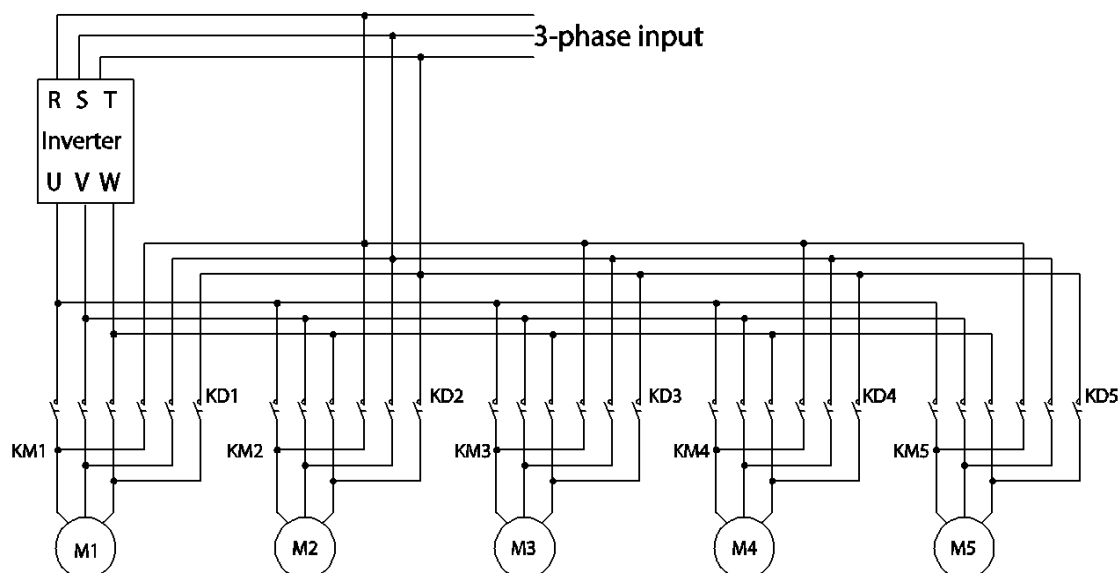 3-phase input
R S T
Inverter
U V W
KD1 KD2 KD3 KD4 KD5
KM1 KM2 KM3 KM4 KM5
M1 M2 M3 M4 M5